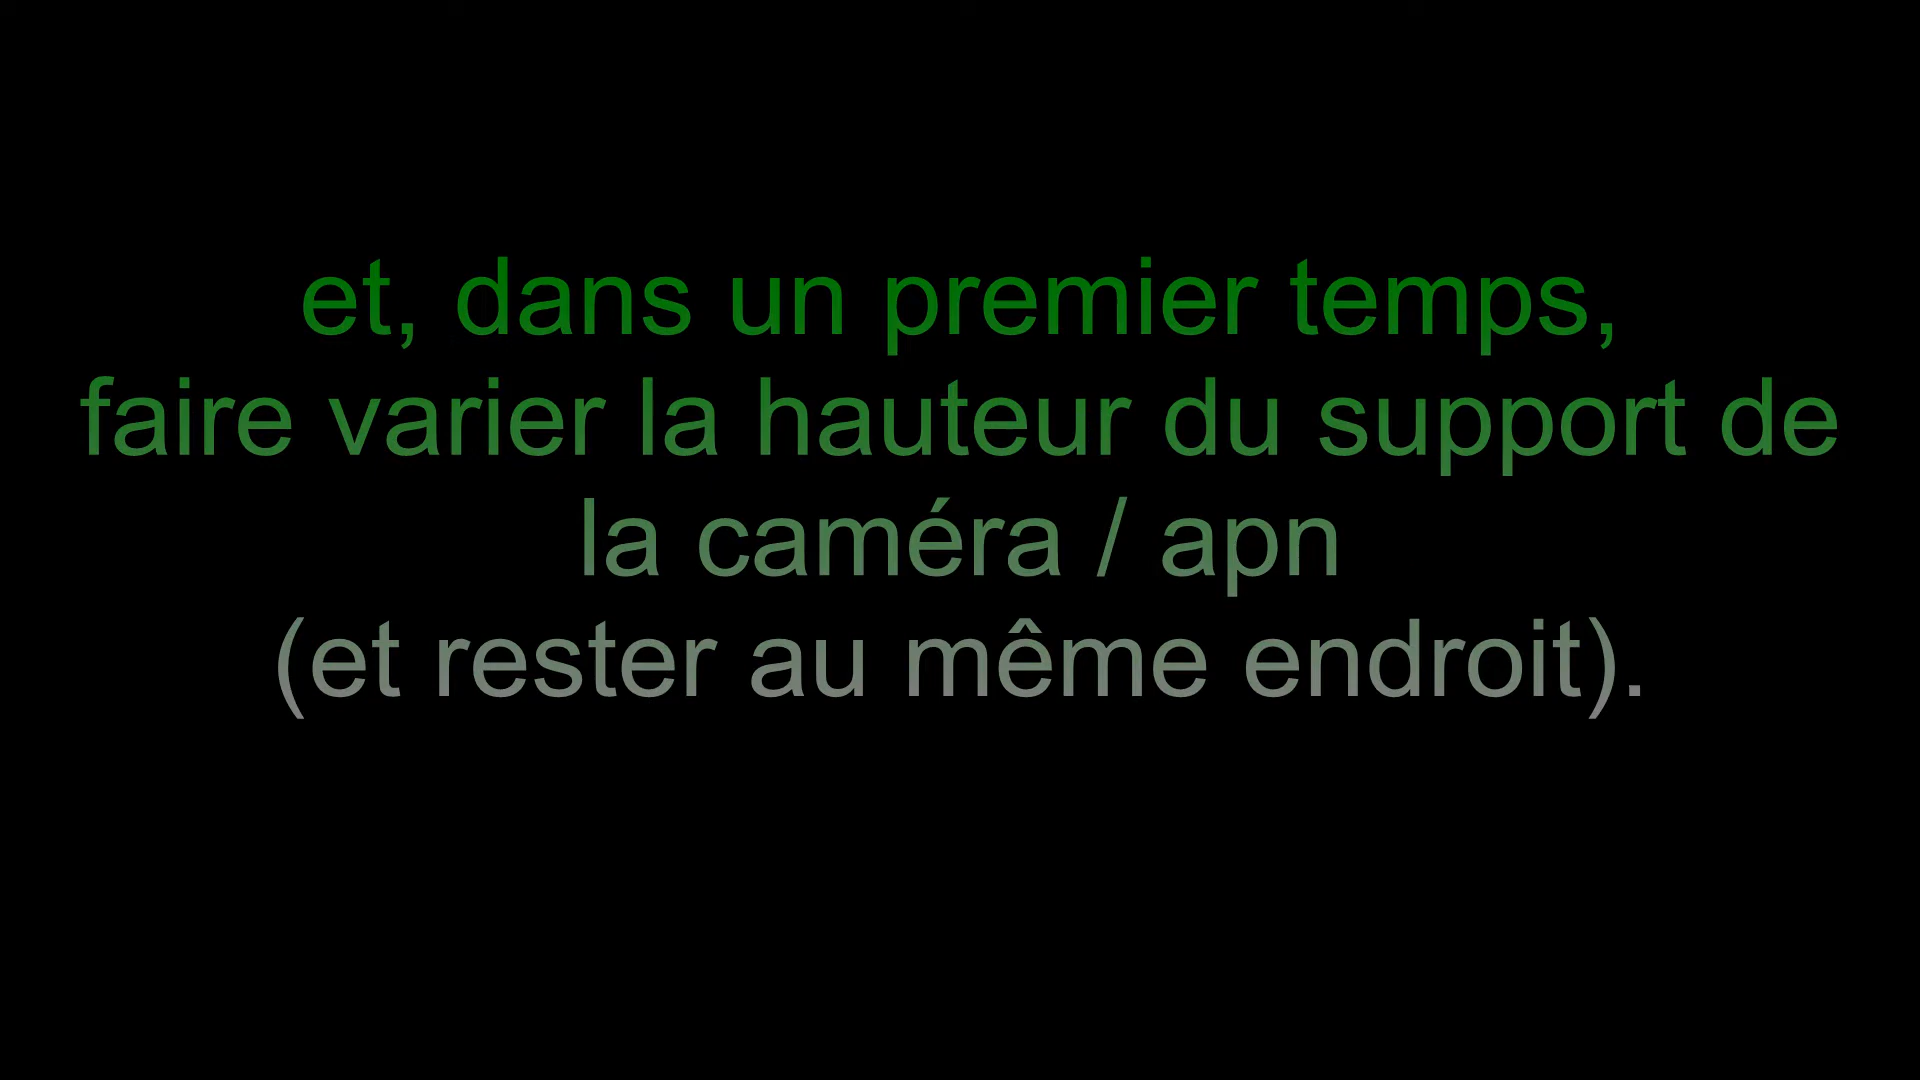 et, dans un premier temps,
faire varier la hauteur du support de
la caméra / apn
(et rester au même endroit).